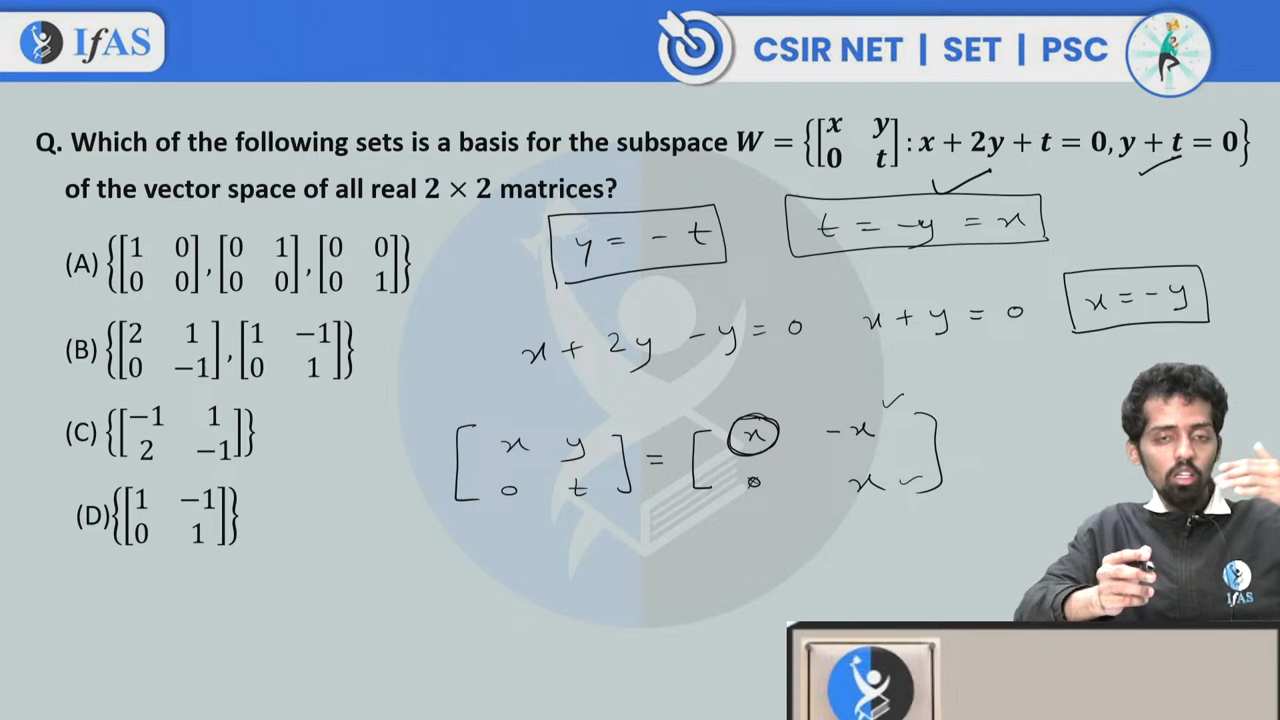 IfAS
CSIR NET | SET | PSC
Q. Which of the following sets is a basis for the subspace W = {[x y; 0 t] : x + 2y + t = 0, y + t = 0}
of the vector space of all real 2 × 2 matrices?
y = - t
t = -y = x
(A) {[1 0; 0 0], [0 1; 0 0], [0 0; 0 1]}
x + 2y - y = 0
x + y = 0
x = - y
(B) {[2 1; 0 -1], [1 -1; 0 1]}
(C) {[-1 1; 2 -1]}
[x y; 0 t] = [x -x; 0 x]
(D) {[1 -1; 0 1]}
IfAS